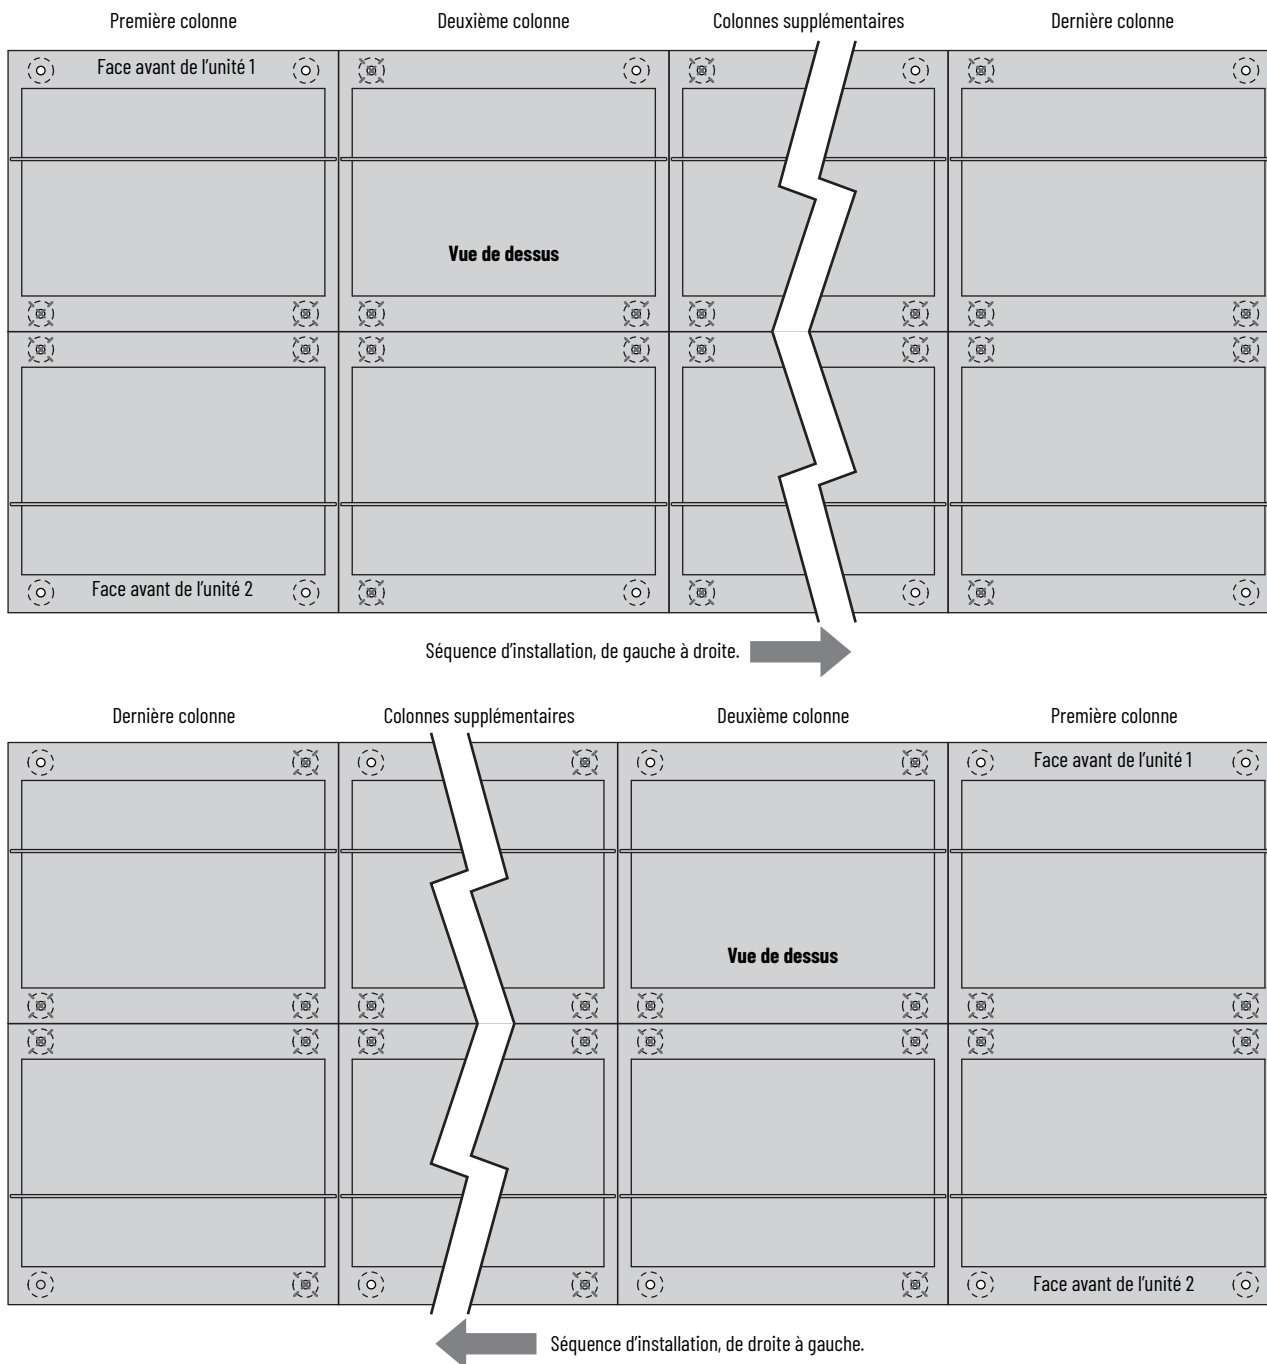 Première colonne
Deuxième colonne
Colonnes supplémentaires
Dernière colonne
Face avant de l’unité 1
Vue de dessus
Face avant de l’unité 2
Séquence d’installation, de gauche à droite.
Dernière colonne
Colonnes supplémentaires
Deuxième colonne
Première colonne
Face avant de l’unité 1
Vue de dessus
Face avant de l’unité 2
Séquence d’installation, de droite à gauche.